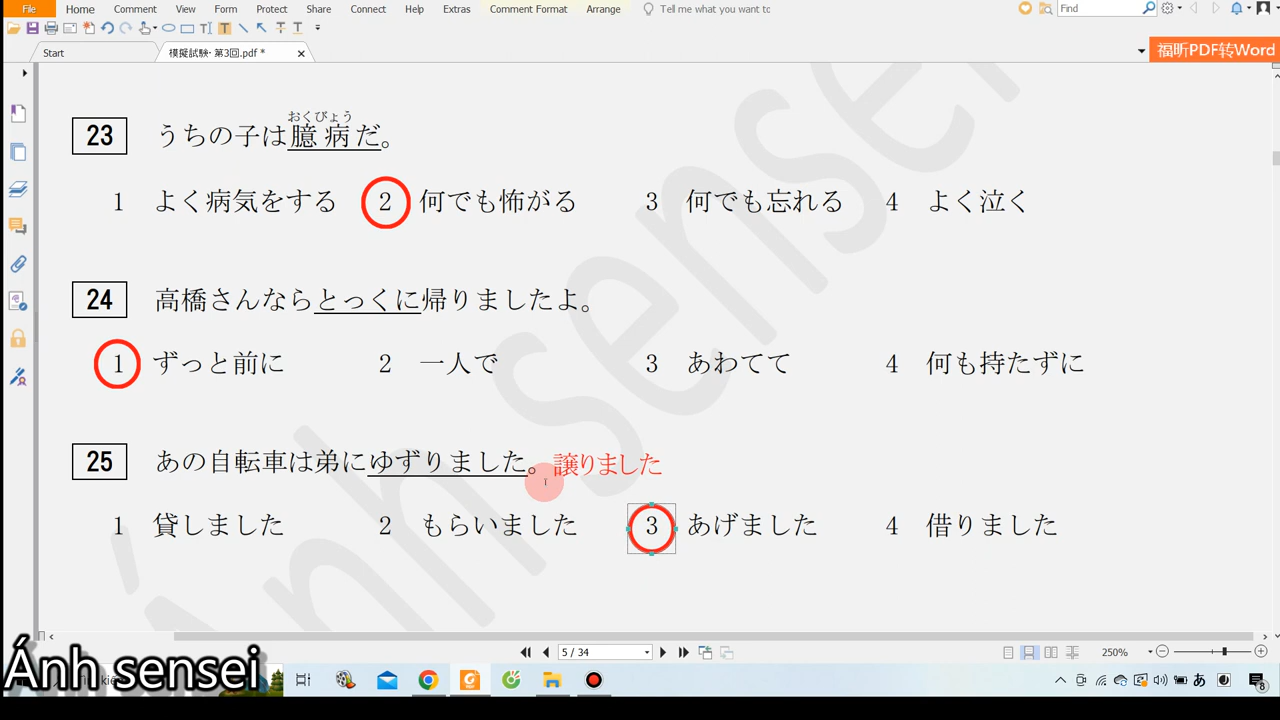 File Home Comment View Form Protect Share Connect Help Extras Comment Format Arrange Tell me what you want to Find
Start 模擬試験- 第3回.pdf * 福昕PDF转Word
おくびょう
23 うちの子は臆病だ。
1 よく病気をする 2 何でも怖がる 3 何でも忘れる 4 よく泣く
24 高橋さんならとっくに帰りましたよ。
1 ずっと前に 2 一人で 3 あわてて 4 何も持たずに
25 あの自転車は弟にゆずりました。譲りました
1 貸しました 2 もらいました 3 あげました 4 借りました
Ánh sensei
5 / 34 250%
Ánh sensei
あ 8